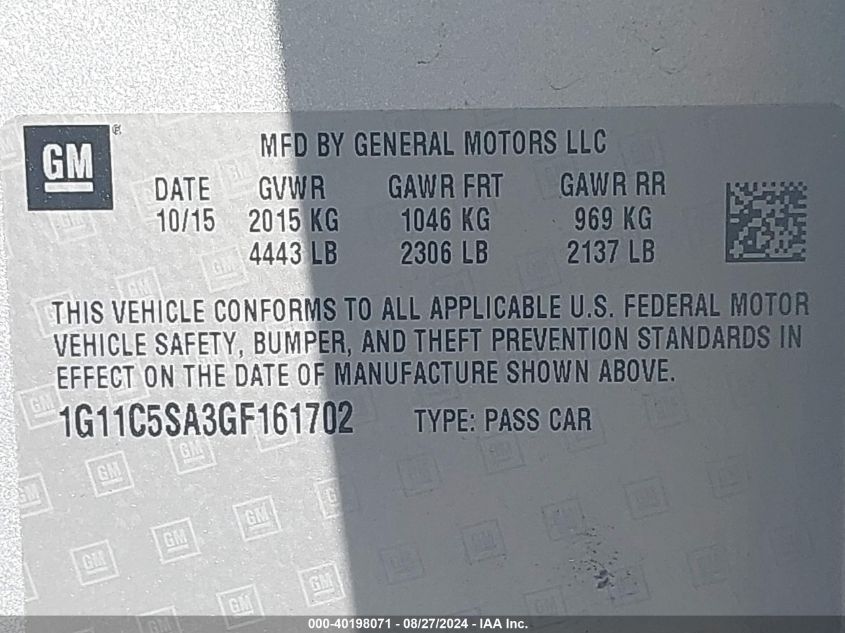 GM ®
MFD BY GENERAL MOTORS LLC
DATE GVWR GAWR FRT GAWR RR
10/15 2015 KG 1046 KG 969 KG
4443 LB 2306 LB 2137 LB
THIS VEHICLE CONFORMS TO ALL APPLICABLE U.S. FEDERAL MOTOR
VEHICLE SAFETY, BUMPER, AND THEFT PREVENTION STANDARDS IN
EFFECT ON THE DATE OF MANUFACTURE SHOWN ABOVE.
1G11C5SA3GF161702 TYPE: PASS CAR
000-40198071 - 08/27/2024 - IAA Inc.